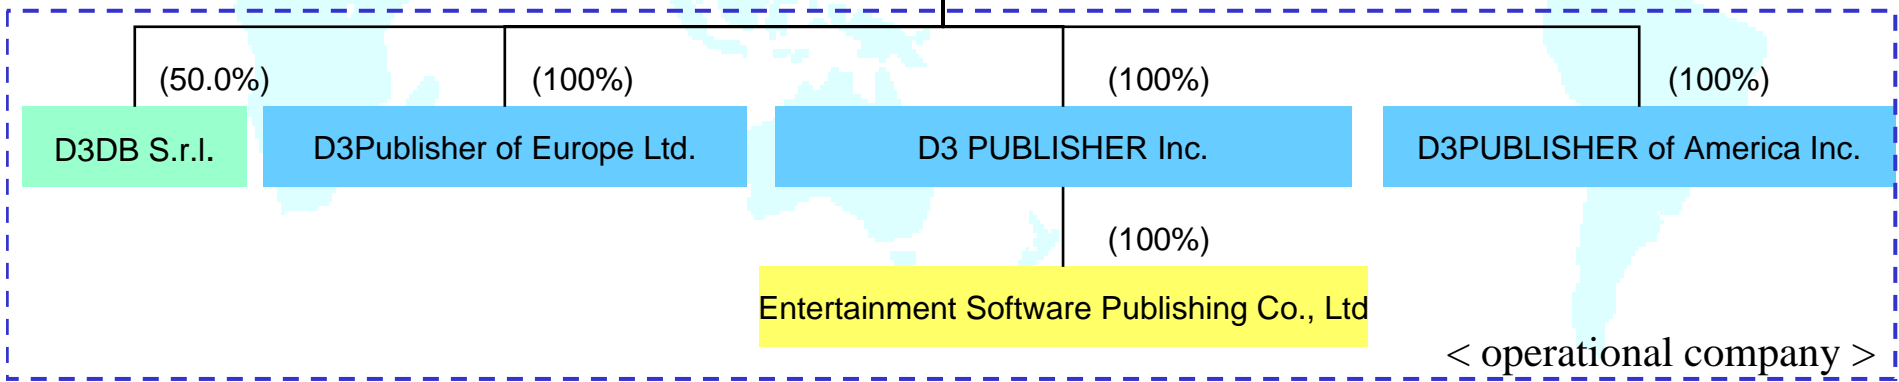 (50.0%) (100%) (100%) (100%)
D3DB S.r.l. D3Publisher of Europe Ltd. D3 PUBLISHER Inc. D3PUBLISHER of America Inc.
(100%)
Entertainment Software Publishing Co., Ltd
< operational company >